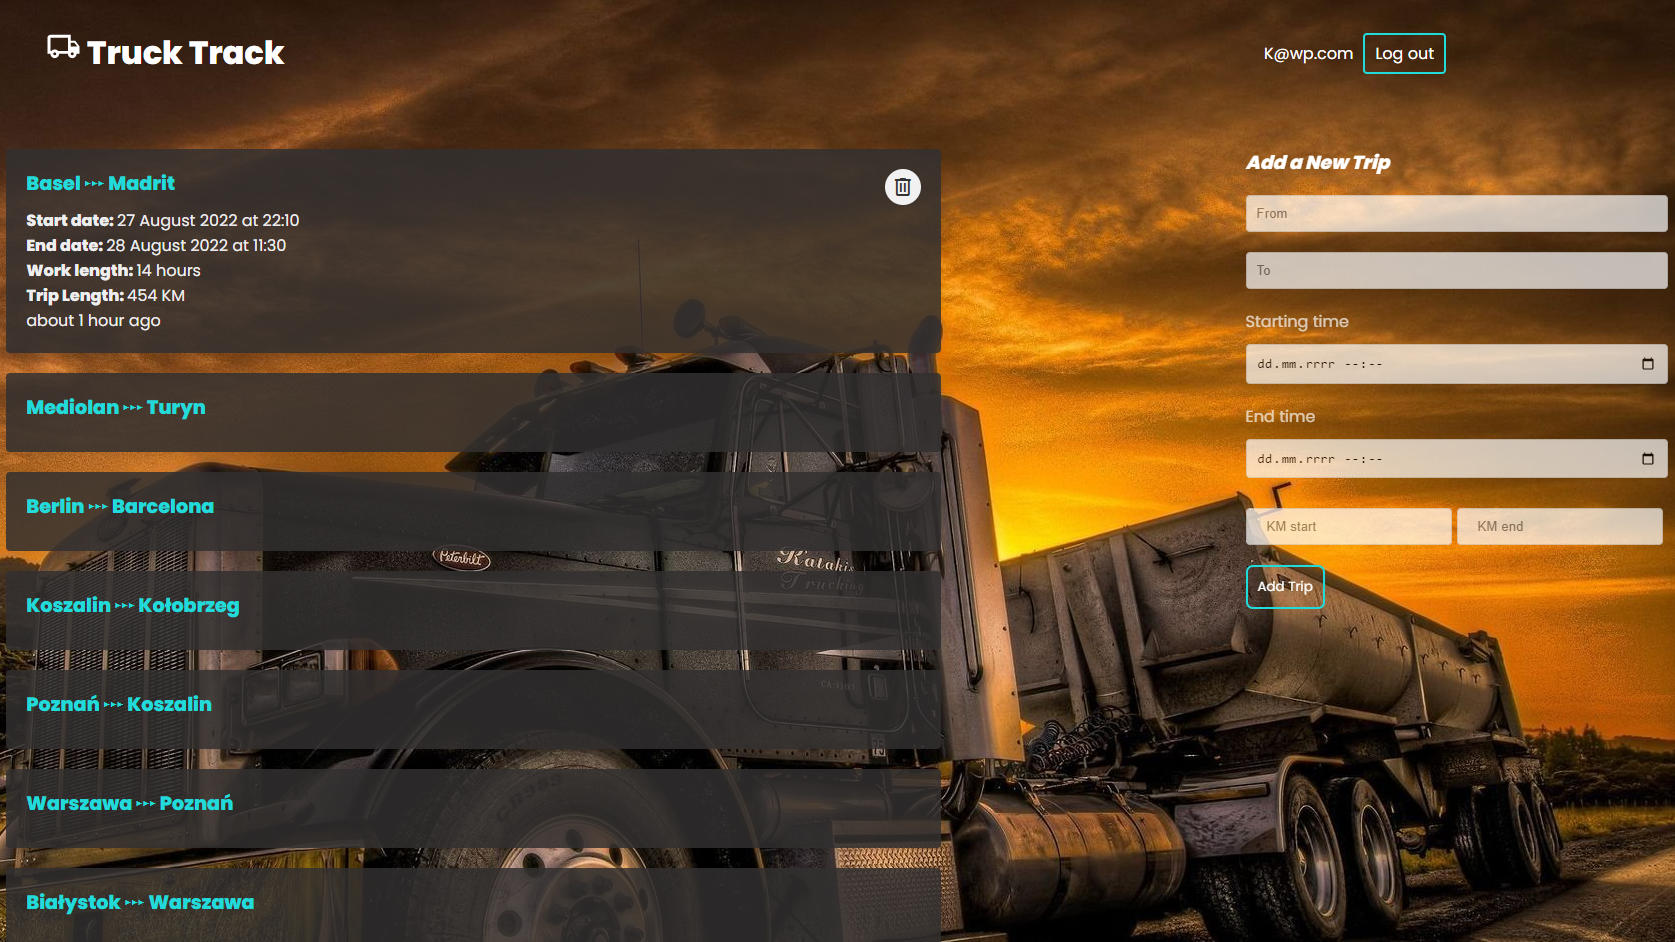 Truck Track
K@wp.com
Log out
Basel ▸▸▸ Madrit
Start date: 27 August 2022 at 22:10
End date: 28 August 2022 at 11:30
Work length: 14 hours
Trip Length: 454 KM
about 1 hour ago
Mediolan ▸▸▸ Turyn
Berlin ▸▸▸ Barcelona
Koszalin ▸▸▸ Kołobrzeg
Poznań ▸▸▸ Koszalin
Warszawa ▸▸▸ Poznań
Białystok ▸▸▸ Warszawa
Add a New Trip
From
To
Starting time
dd.mm.rrrr --:--
End time
dd.mm.rrrr --:--
KM start
KM end
Add Trip
Peterbilt
Trucking